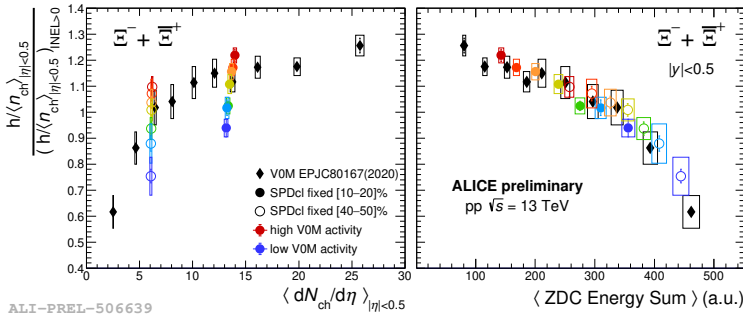 h/⟨n_ch⟩_|η|<0.5
( h/⟨n_ch⟩_|η|<0.5 )_INEL>0
1.4
1.3
1.2
1.1
1
0.9
0.8
0.7
0.6
0.5
0.4
Ξ⁻ + Ξ̅⁺
V0M EPJC80167(2020)
SPDcl fixed [10−20]%
SPDcl fixed [40−50]%
high V0M activity
low V0M activity
0 5 10 15 20 25 30
⟨ dN_ch/dη ⟩_|η|<0.5
Ξ⁻ + Ξ̅⁺
|y|<0.5
ALICE preliminary
pp √s = 13 TeV
100 200 300 400 500
⟨ ZDC Energy Sum ⟩ (a.u.)
ALI-PREL-506639